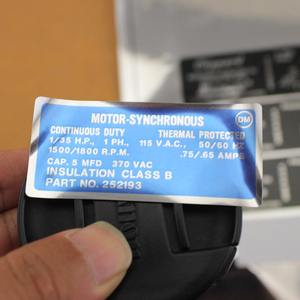 MOTOR-SYNCHRONOUS
DM
CONTINUOUS DUTY THERMAL PROTECTED
1/35 H.P., 1 PH., 115 V.A.C., 50/60 HZ
1500/1800 R.P.M. .75/.65 AMPS
CAP. 5 MFD 370 VAC
INSULATION CLASS B
PART NO. 252193